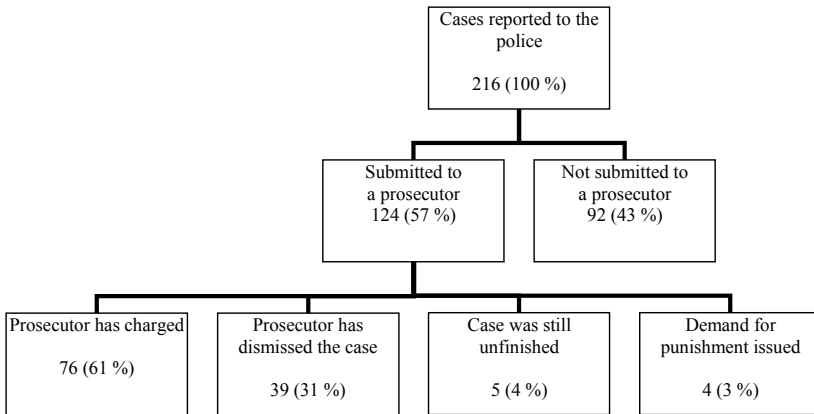 Cases reported to the
police
216 (100 %)
Submitted to
a prosecutor
124 (57 %)
Not submitted to
a prosecutor
92 (43 %)
Prosecutor has charged
76 (61 %)
Prosecutor has
dismissed the case
39 (31 %)
Case was still
unfinished
5 (4 %)
Demand for
punishment issued
4 (3 %)